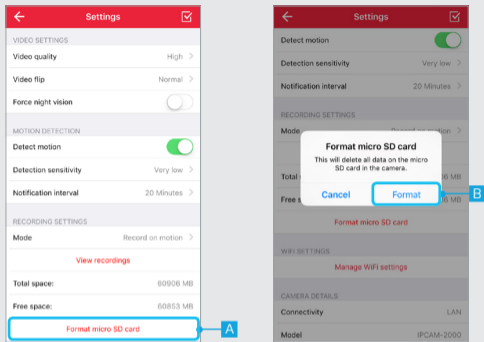 Settings
VIDEO SETTINGS
Video quality High
Video flip Normal
Force night vision
MOTION DETECTION
Detect motion
Detection sensitivity Very low
Notification interval 20 Minutes
RECORDING SETTINGS
Mode Record on motion
View recordings
Total space: 60906 MB
Free space: 60853 MB
Format micro SD card
A
Settings
Detect motion
Detection sensitivity Very low
Notification interval 20 Minutes
RECORDING SETTINGS
Mode Record on motion
Format micro SD card
This will delete all data on the micro
SD card in the camera.
Total MB
Cancel Format
Free MB
B
Format micro SD card
WIFI SETTINGS
Manage WiFi settings
CAMERA DETAILS
Connectivity LAN
Model IPCAM-2000